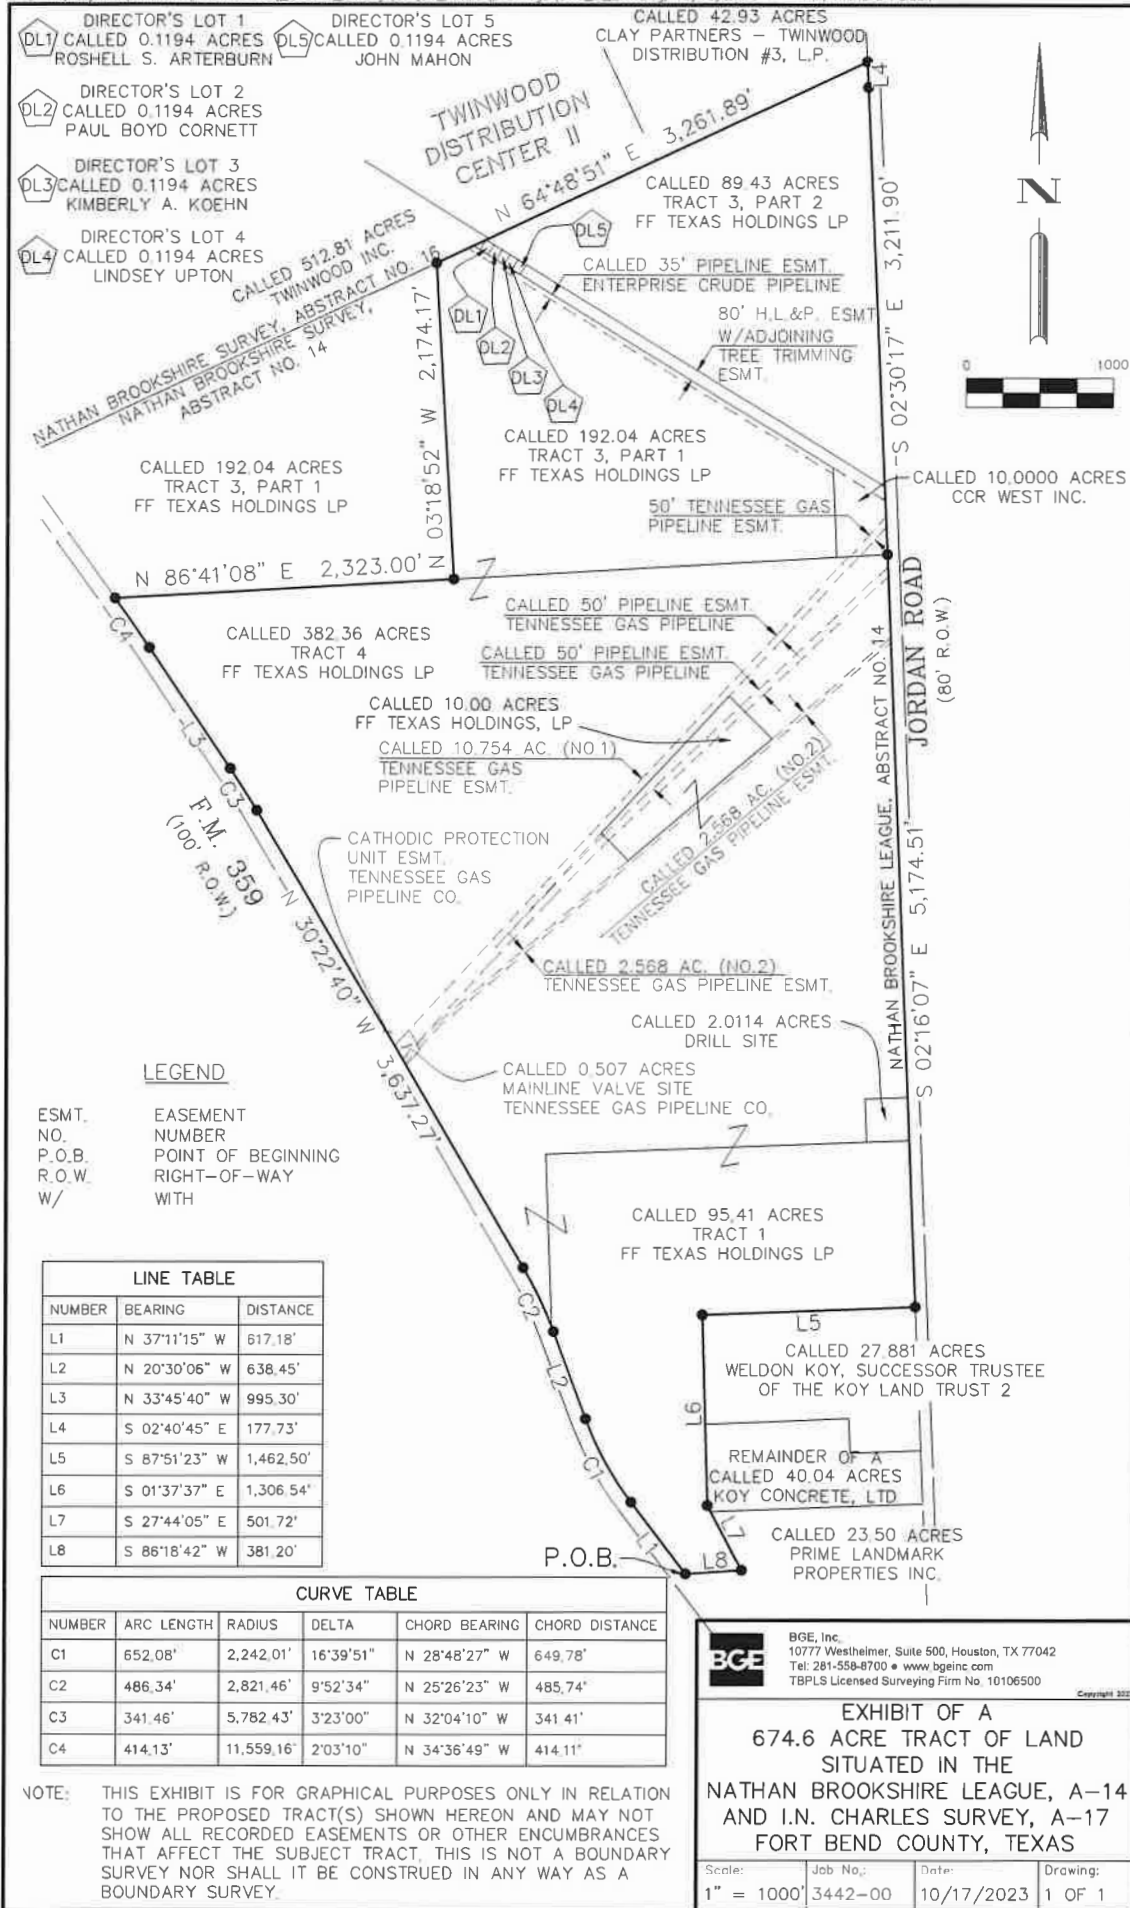 DIRECTOR'S LOT 1
DL1 CALLED 0.1194 ACRES
ROSHELL S. ARTERBURN
DIRECTOR'S LOT 5
DL5 CALLED 0.1194 ACRES
JOHN MAHON
DIRECTOR'S LOT 2
DL2 CALLED 0.1194 ACRES
PAUL BOYD CORNETT
DIRECTOR'S LOT 3
DL3 CALLED 0.1194 ACRES
KIMBERLY A. KOEHN
DIRECTOR'S LOT 4
DL4 CALLED 0.1194 ACRES
LINDSEY UPTON
CALLED 42.93 ACRES
CLAY PARTNERS – TWINWOOD
DISTRIBUTION #3, L.P.
TWINWOOD
DISTRIBUTION
CENTER II
N 64°48'51" E 3,261.89'
L4
N
0 1000
CALLED 89.43 ACRES
TRACT 3, PART 2
FF TEXAS HOLDINGS LP
S 02°30'17" E 3,211.90'
CALLED 512.81 ACRES
TWINWOOD INC.
NATHAN BROOKSHIRE SURVEY, ABSTRACT NO. 16
NATHAN BROOKSHIRE SURVEY,
ABSTRACT NO. 14
DL5
DL1
DL2
DL3
DL4
CALLED 35' PIPELINE ESMT.
ENTERPRISE CRUDE PIPELINE
80' H.L.&P. ESMT
W/ADJOINING
TREE TRIMMING
ESMT.
N 03°18'52" W 2,174.17'
CALLED 192.04 ACRES
TRACT 3, PART 1
FF TEXAS HOLDINGS LP
CALLED 192.04 ACRES
TRACT 3, PART 1
FF TEXAS HOLDINGS LP
CALLED 10.0000 ACRES
CCR WEST INC.
50' TENNESSEE GAS
PIPELINE ESMT.
N 86°41'08" E 2,323.00'
Z
C4
CALLED 382.36 ACRES
TRACT 4
FF TEXAS HOLDINGS LP
CALLED 50' PIPELINE ESMT.
TENNESSEE GAS PIPELINE
CALLED 50' PIPELINE ESMT.
TENNESSEE GAS PIPELINE
JORDAN ROAD
(80' R.O.W.)
L3
CALLED 10.00 ACRES
FF TEXAS HOLDINGS, LP
CALLED 10.754 AC. (NO.1)
TENNESSEE GAS
PIPELINE ESMT.
CALLED 2.568 AC. (NO.2)
TENNESSEE GAS PIPELINE ESMT.
Z
C3
F.M. 359
(100' R.O.W.)
CATHODIC PROTECTION
UNIT ESMT.
TENNESSEE GAS
PIPELINE CO.
N 30°22'40" W 3,637.27'
NATHAN BROOKSHIRE LEAGUE, ABSTRACT NO. 14
S 02°16'07" E 5,174.51'
CALLED 2.568 AC. (NO.2)
TENNESSEE GAS PIPELINE ESMT.
CALLED 2.0114 ACRES
DRILL SITE
CALLED 0.507 ACRES
MAINLINE VALVE SITE
TENNESSEE GAS PIPELINE CO.
LEGEND
ESMT. EASEMENT
NO. NUMBER
P.O.B. POINT OF BEGINNING
R.O.W. RIGHT–OF–WAY
W/ WITH
Z
Z
CALLED 95.41 ACRES
TRACT 1
FF TEXAS HOLDINGS LP
C2
L2
C1
L1
L5
L6
L7
L8
P.O.B.
CALLED 27.881 ACRES
WELDON KOY, SUCCESSOR TRUSTEE
OF THE KOY LAND TRUST 2
REMAINDER OF A
CALLED 40.04 ACRES
KOY CONCRETE, LTD
CALLED 23.50 ACRES
PRIME LANDMARK
PROPERTIES INC.
LINE TABLE
NUMBER BEARING DISTANCE
L1 N 37°11'15" W 617.18'
L2 N 20°30'06" W 638.45'
L3 N 33°45'40" W 995.30'
L4 S 02°40'45" E 177.73'
L5 S 87°51'23" W 1,462.50'
L6 S 01°37'37" E 1,306.54'
L7 S 27°44'05" E 501.72'
L8 S 86°18'42" W 381.20'
CURVE TABLE
NUMBER ARC LENGTH RADIUS DELTA CHORD BEARING CHORD DISTANCE
C1 652.08' 2,242.01' 16°39'51" N 28°48'27" W 649.78'
C2 486.34' 2,821.46' 9°52'34" N 25°26'23" W 485.74'
C3 341.46' 5,782.43' 3°23'00" N 32°04'10" W 341.41'
C4 414.13' 11,559.16' 2°03'10" N 34°36'49" W 414.11'
NOTE: THIS EXHIBIT IS FOR GRAPHICAL PURPOSES ONLY IN RELATION
TO THE PROPOSED TRACT(S) SHOWN HEREON AND MAY NOT
SHOW ALL RECORDED EASEMENTS OR OTHER ENCUMBRANCES
THAT AFFECT THE SUBJECT TRACT. THIS IS NOT A BOUNDARY
SURVEY NOR SHALL IT BE CONSTRUED IN ANY WAY AS A
BOUNDARY SURVEY.
BGE
BGE, Inc.
10777 Westheimer, Suite 500, Houston, TX 77042
Tel: 281-558-8700 • www.bgeinc.com
TBPLS Licensed Surveying Firm No. 10106500
Copyright
EXHIBIT OF A
674.6 ACRE TRACT OF LAND
SITUATED IN THE
NATHAN BROOKSHIRE LEAGUE, A–14
AND I.N. CHARLES SURVEY, A–17
FORT BEND COUNTY, TEXAS
Scale: Job No.: Date: Drawing:
1" = 1000' 3442–00 10/17/2023 1 OF 1